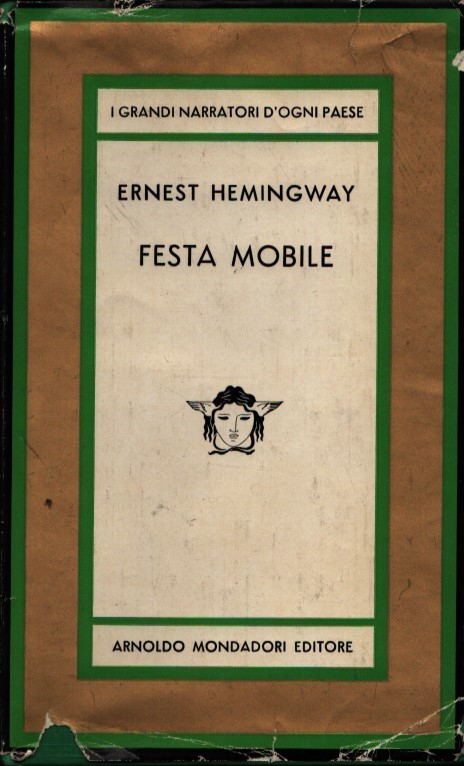 I GRANDI NARRATORI D'OGNI PAESE
ERNEST HEMINGWAY
FESTA MOBILE
ARNOLDO MONDADORI EDITORE